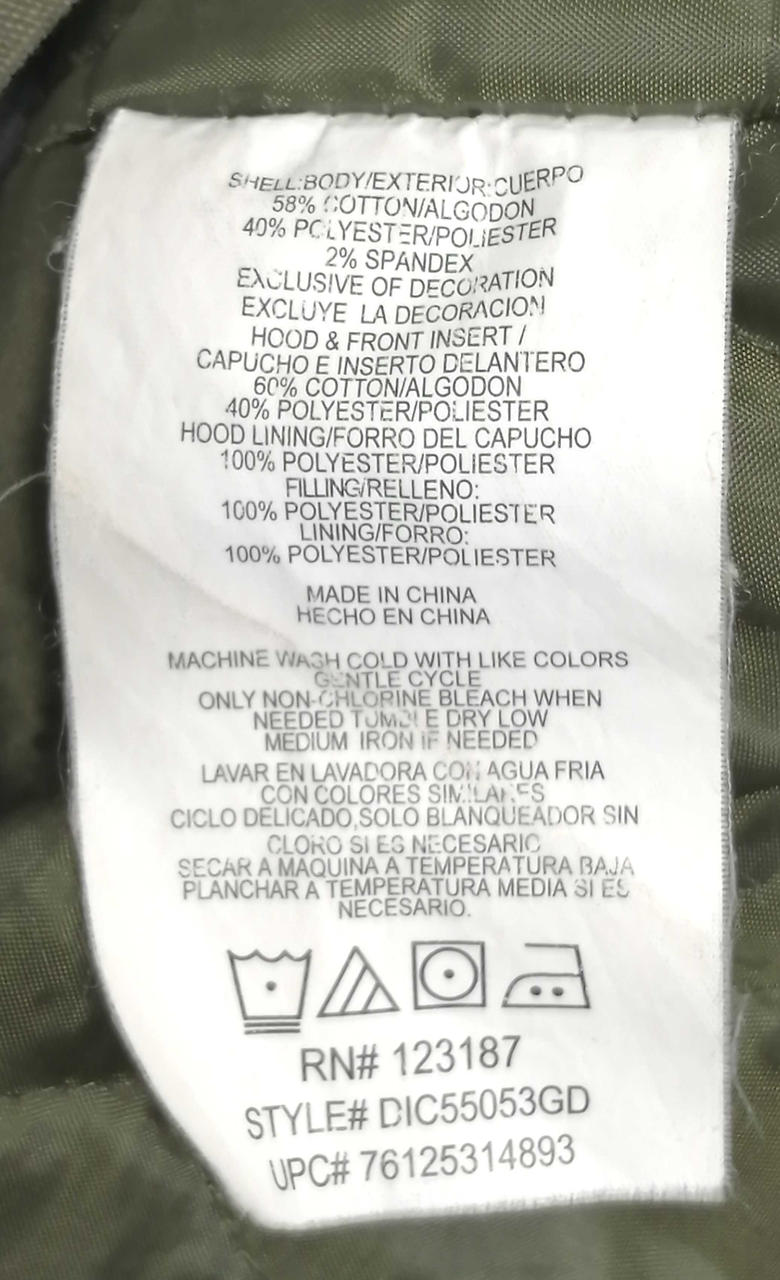 SHELL:BODY/EXTERIOR:CUERPO
58% COTTON/ALGODON
40% POLYESTER/POLIESTER
2% SPANDEX
EXCLUSIVE OF DECORATION
EXCLUYE LA DECORACION
HOOD & FRONT INSERT /
CAPUCHO E INSERTO DELANTERO
60% COTTON/ALGODON
40% POLYESTER/POLIESTER
HOOD LINING/FORRO DEL CAPUCHO
100% POLYESTER/POLIESTER
FILLING/RELLENO:
100% POLYESTER/POLIESTER
LINING/FORRO:
100% POLYESTER/POLIESTER
MADE IN CHINA
HECHO EN CHINA
MACHINE WASH COLD WITH LIKE COLORS
GENTLE CYCLE
ONLY NON-CHLORINE BLEACH WHEN
NEEDED TUMBLE DRY LOW
MEDIUM IRON IF NEEDED
LAVAR EN LAVADORA CON AGUA FRIA
CON COLORES SIMILARES
CICLO DELICADO,SOLO BLANQUEADOR SIN
CLORO SI ES NECESARIO
SECAR A MAQUINA A TEMPERATURA BAJA
PLANCHAR A TEMPERATURA MEDIA SI ES
NECESARIO.
RN# 123187
STYLE# DIC55053GD
UPC# 76125314893